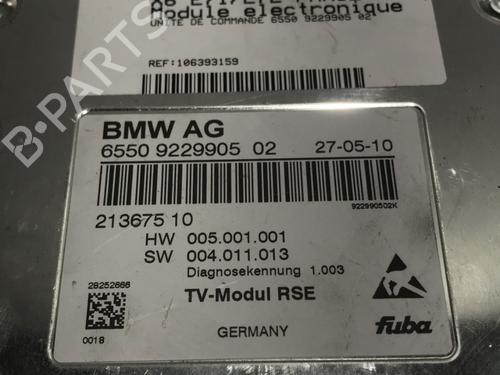 Module electronique
UNITE DE COMMANDE 6550 9229905 02
REF:106393159
B-PARTS
BMW AG
6550 9229905 02 27-05-10
922990502K
213675 10
HW 005.001.001
SW 004.011.013
Diagnosekennung 1.003
28252666
TV-Modul RSE
0018
GERMANY
fuba